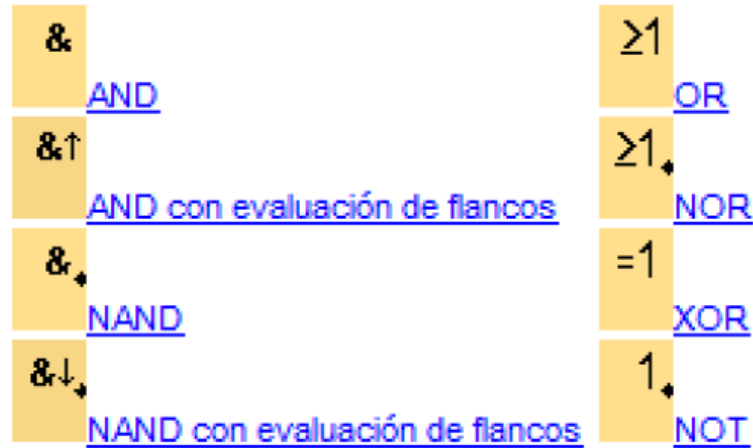 & ≥1
AND OR
&↑ ≥1
AND con evaluación de flancos NOR
& =1
NAND XOR
&↓ 1
NAND con evaluación de flancos NOT